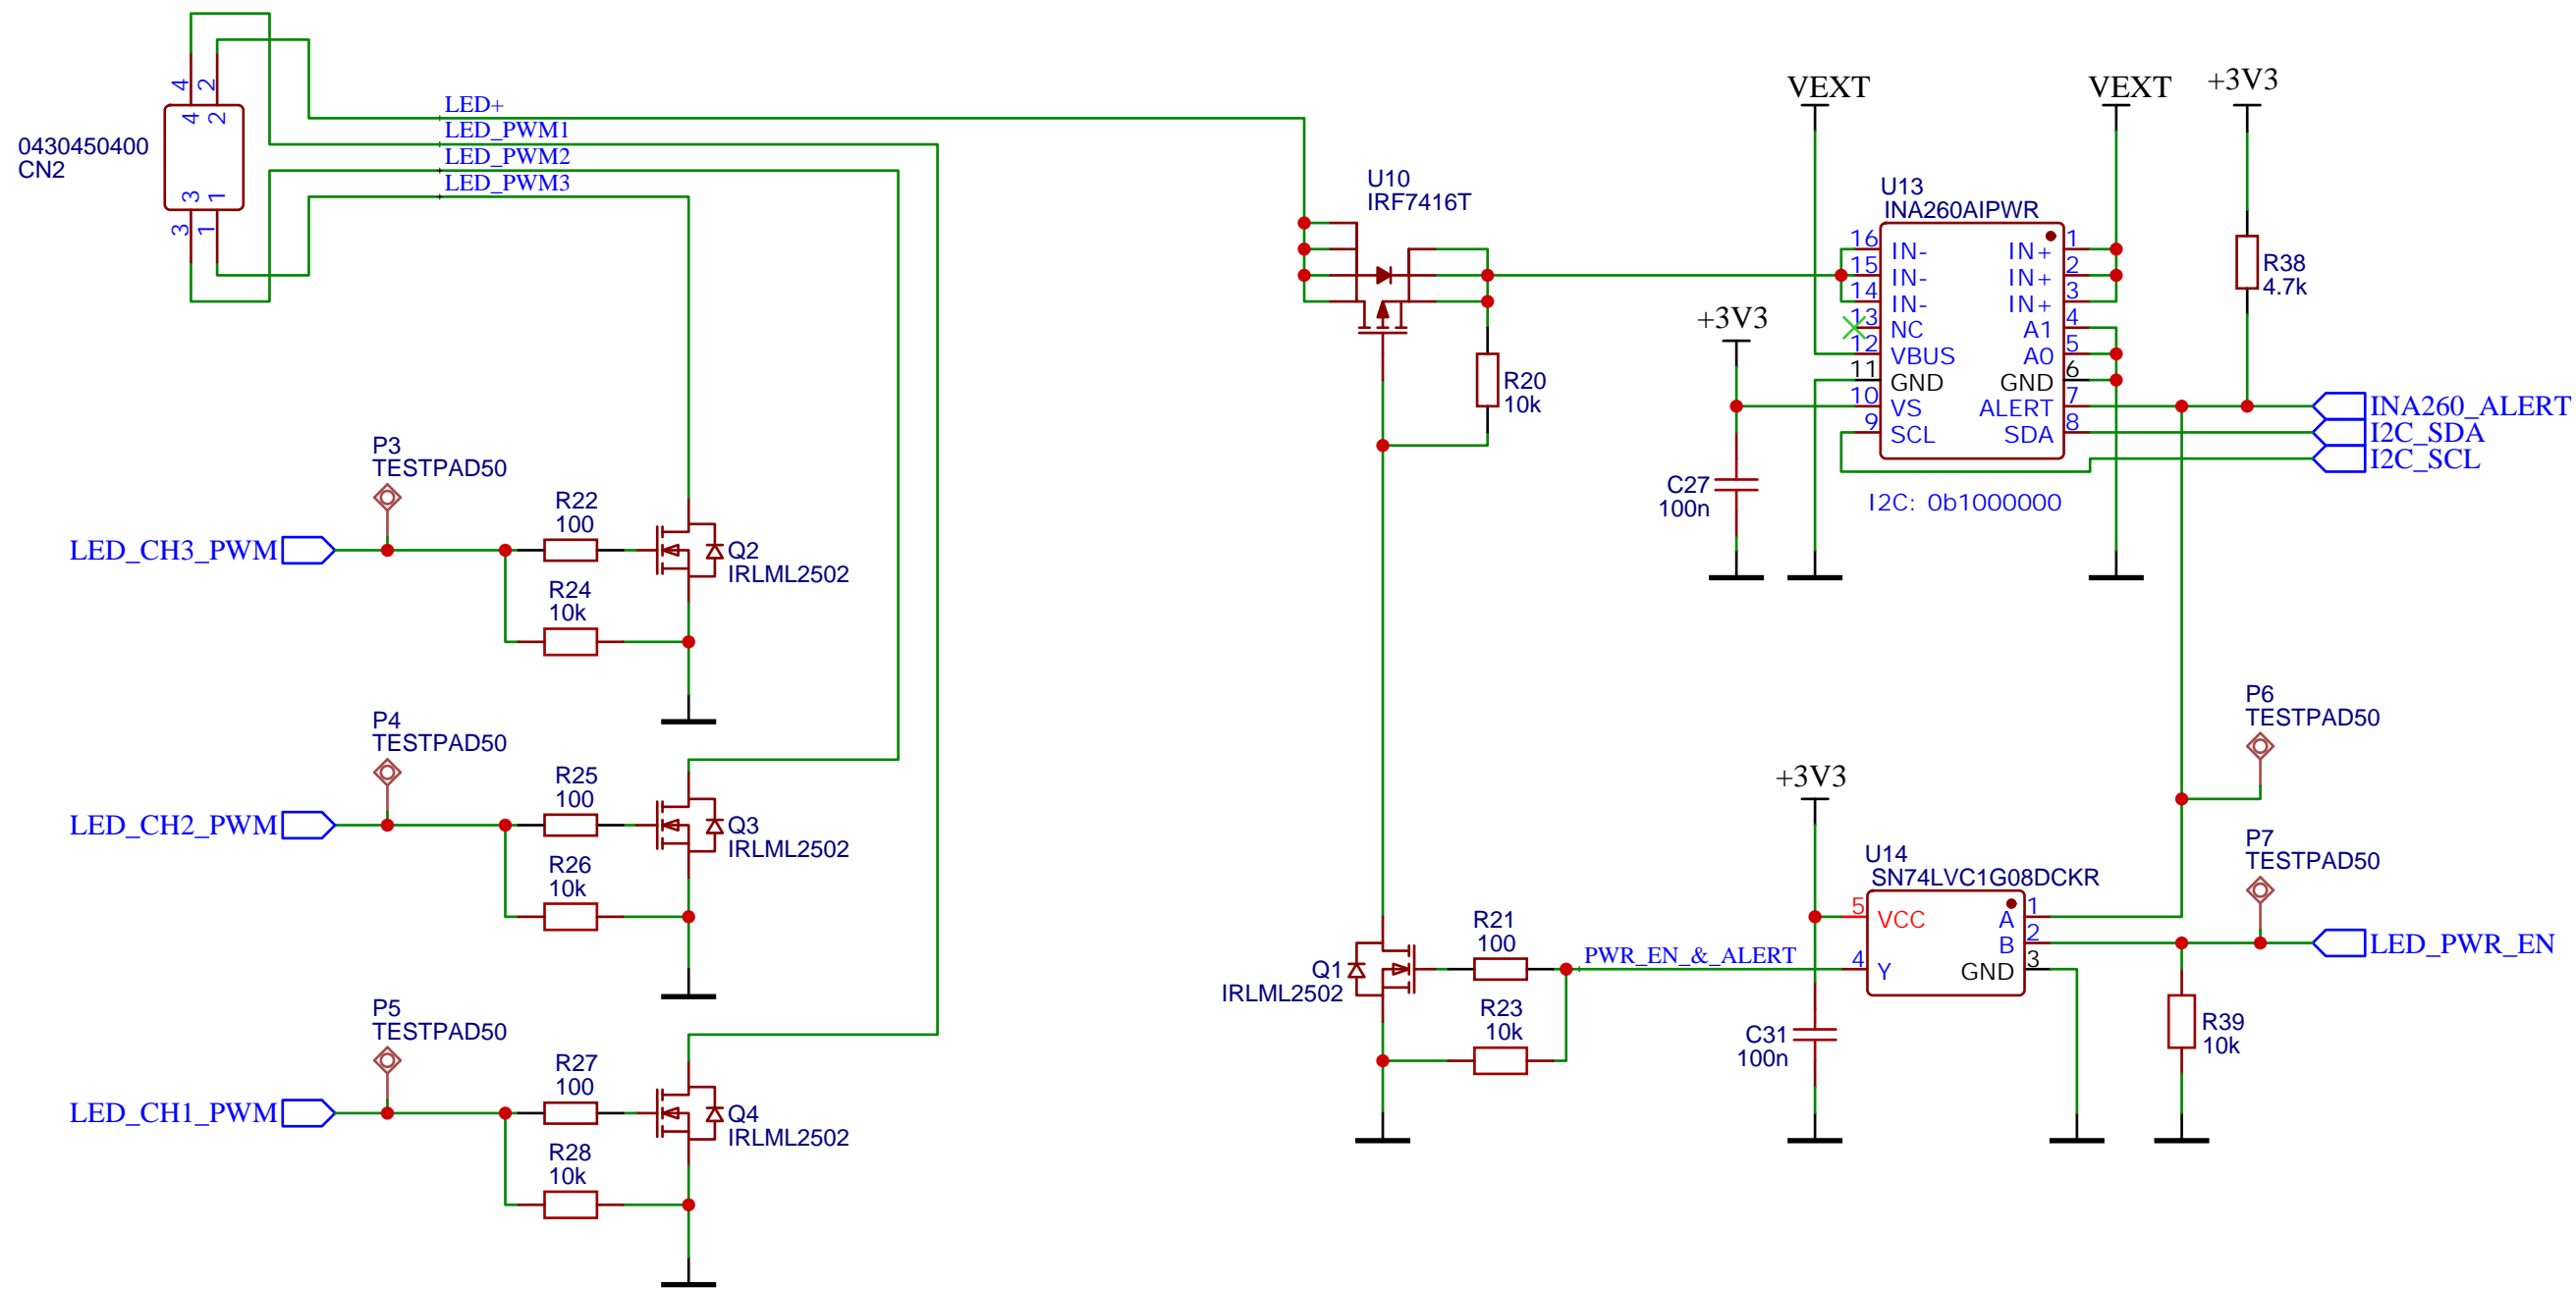 4
2
4
2
0430450400
CN2
3
1
3
1
LED+
LED_PWM1
LED_PWM2
LED_PWM3
P3
TESTPAD50
LED_CH3_PWM
R22
100
R24
10k
Q2
IRLML2502
P4
TESTPAD50
LED_CH2_PWM
R25
100
R26
10k
Q3
IRLML2502
P5
TESTPAD50
LED_CH1_PWM
R27
100
R28
10k
Q4
IRLML2502
U10
IRF7416T
R20
10k
VEXT
VEXT
+3V3
U13
INA260AIPWR
16 IN- IN+ 1
15 IN- IN+ 2
14 IN- IN+ 3
13 NC A1 4
12 VBUS A0 5
11 GND GND 6
10 VS ALERT 7
9 SCL SDA 8
I2C: 0b1000000
R38
4.7k
+3V3
C27
100n
INA260_ALERT
I2C_SDA
I2C_SCL
P6
TESTPAD50
P7
TESTPAD50
+3V3
U14
SN74LVC1G08DCKR
5 VCC A 1
B 2
4 Y GND 3
LED_PWR_EN
R39
10k
C31
100n
PWR_EN_&_ALERT
R21
100
R23
10k
Q1
IRLML2502